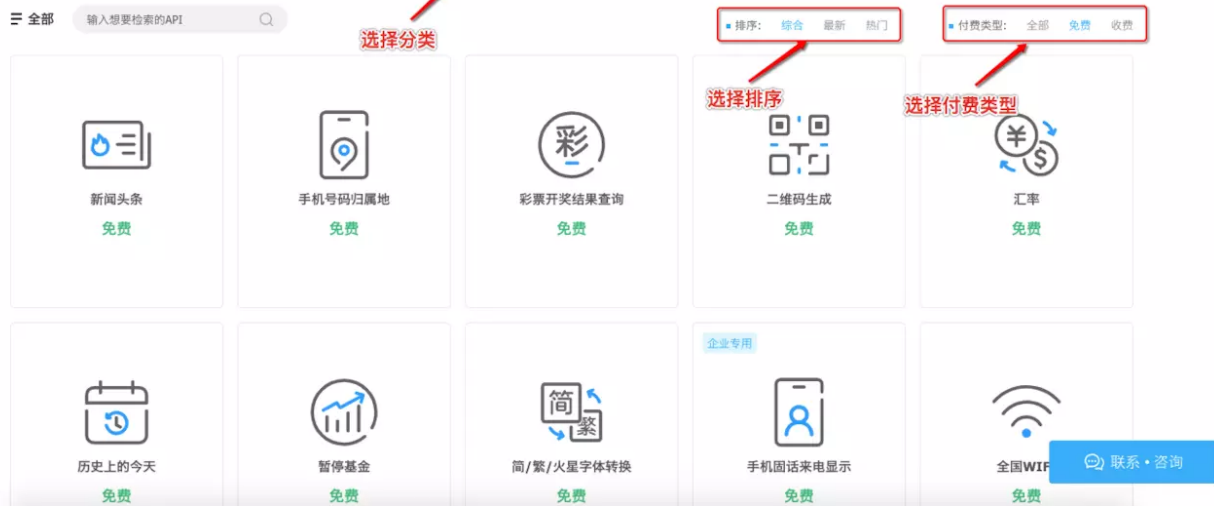 全部
输入想要检索的API
选择分类
排序: 综合 最新 热门
付费类型: 全部 免费 收费
选择排序
选择付费类型
彩
¥
$
新闻头条
手机号码归属地
彩票开奖结果查询
二维码生成
汇率
免费
免费
免费
免费
免费
企业专用
简
繁
历史上的今天
暂停基金
简/繁/火星字体转换
手机固话来电显示
全国WIF
联系·咨询
免费
免费
免费
免费
免费